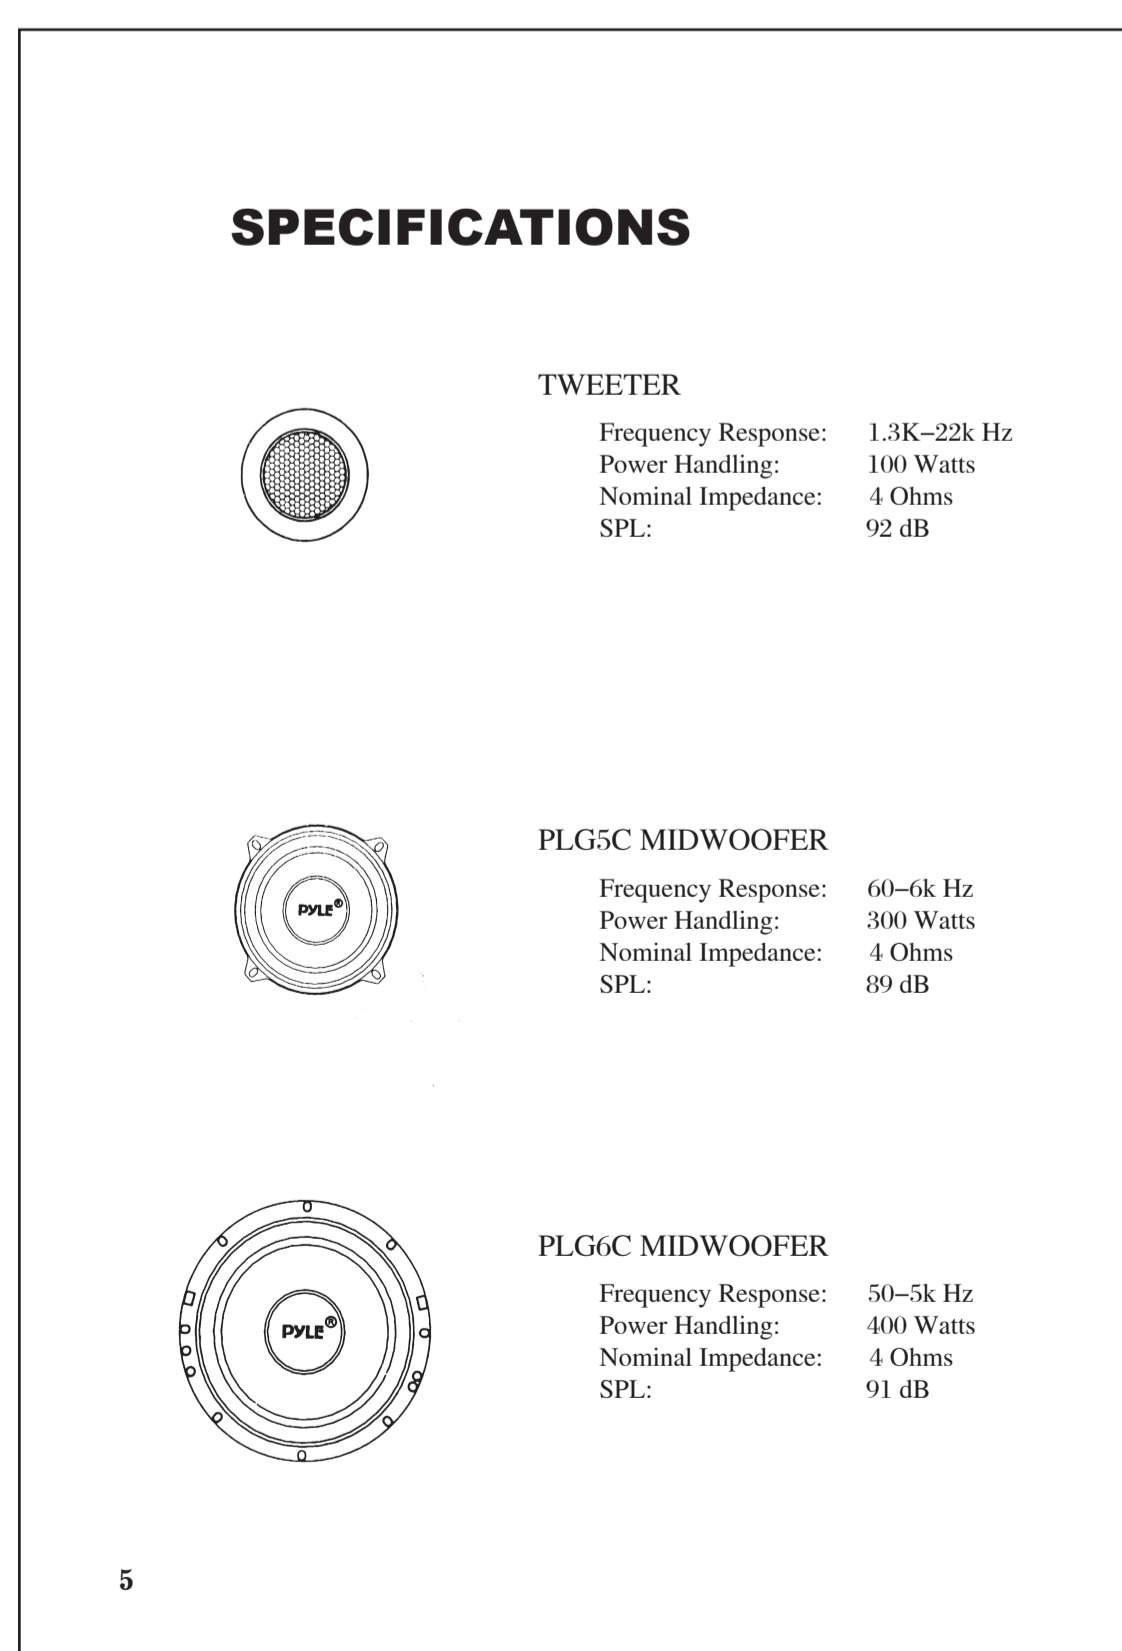 SPECIFICATIONS
TWEETER
Frequency Response: 1.3K–22k Hz
Power Handling: 100 Watts
Nominal Impedance: 4 Ohms
SPL: 92 dB
PLG5C MIDWOOFER
PYLE®
Frequency Response: 60–6k Hz
Power Handling: 300 Watts
Nominal Impedance: 4 Ohms
SPL: 89 dB
PLG6C MIDWOOFER
Frequency Response: 50–5k Hz
Power Handling: 400 Watts
PYLE®
Nominal Impedance: 4 Ohms
SPL: 91 dB
5